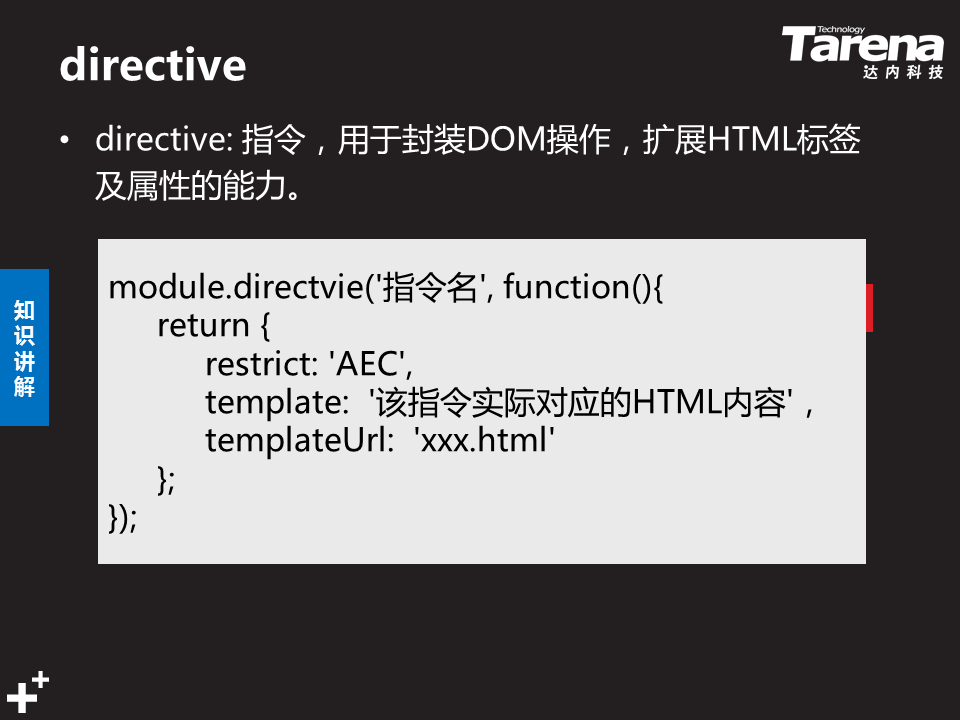 directive
Technology
Tarena
达内科技
• directive: 指令，用于封装DOM操作，扩展HTML标签
及属性的能力。
知
识
讲
解
module.directvie('指令名', function(){
return {
restrict: 'AEC',
template: '该指令实际对应的HTML内容'，
templateUrl: 'xxx.html'
};
});